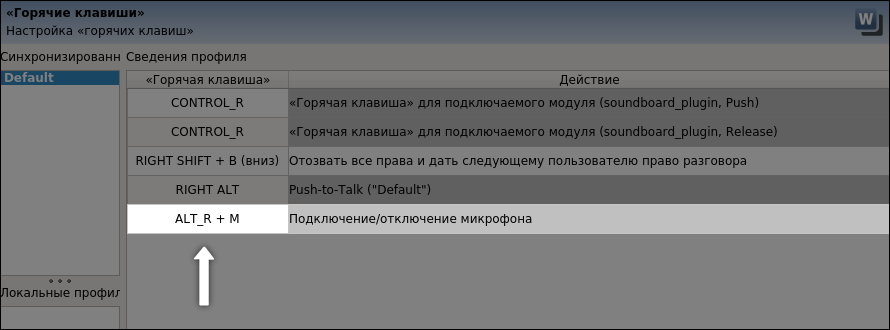 «Горячие клавиши»
Настройка «горячих клавиш»
W
Синхронизированн Сведения профиля
Default
«Горячая клавиша» Действие
CONTROL_R «Горячая клавиша» для подключаемого модуля (soundboard_plugin, Push)
CONTROL_R «Горячая клавиша» для подключаемого модуля (soundboard_plugin, Release)
RIGHT SHIFT + B (вниз) Отозвать все права и дать следующему пользователю право разговора
RIGHT ALT Push-to-Talk ("Default")
ALT_R + M Подключение/отключение микрофона
Локальные профил